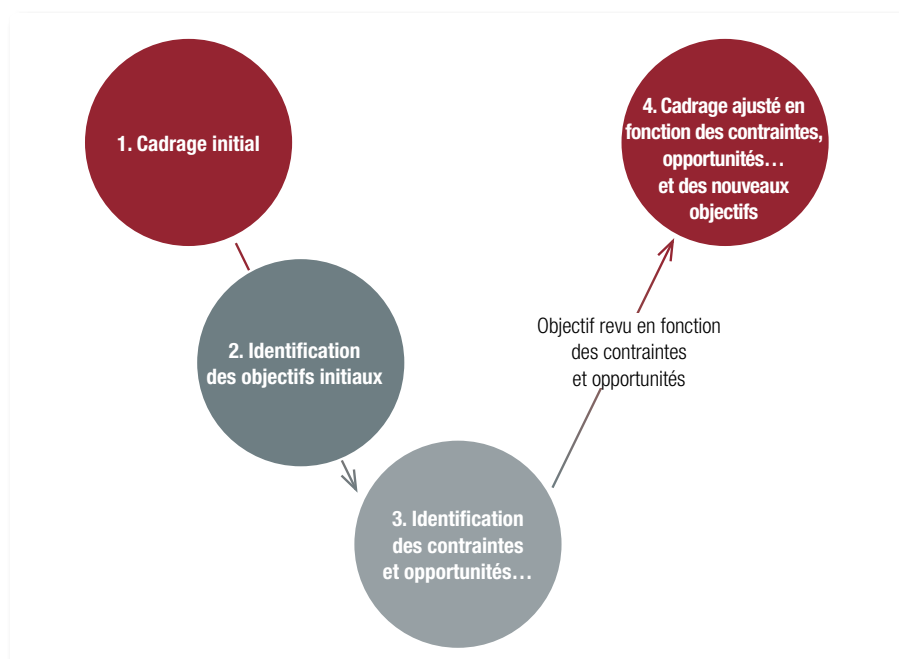 1. Cadrage initial
2. Identification
des objectifs initiaux
3. Identification
des contraintes
et opportunités…
Objectif revu en fonction
des contraintes
et opportunités
4. Cadrage ajusté en
fonction des contraintes,
opportunités…
et des nouveaux
objectifs